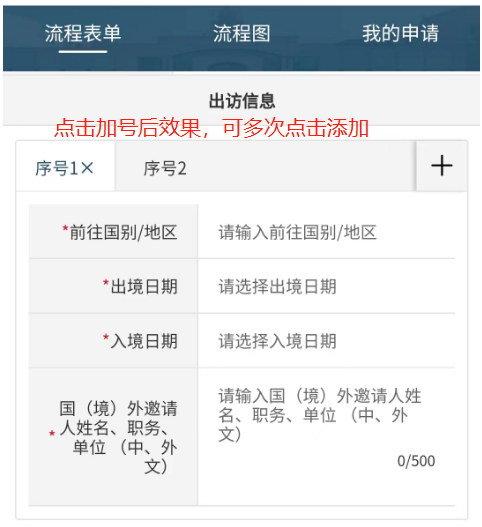 流程表单 流程图 我的申请
出访信息
点击加号后效果，可多次点击添加
序号1× 序号2 +
*前往国别/地区 请输入前往国别/地区
*出境日期 请选择出境日期
*入境日期 请选择入境日期
国（境）外邀请
*人姓名、职务、
单位 （中、外
文）
请输入国（境）外邀请人姓
名、职务、单位 （中、外
文）
0/500